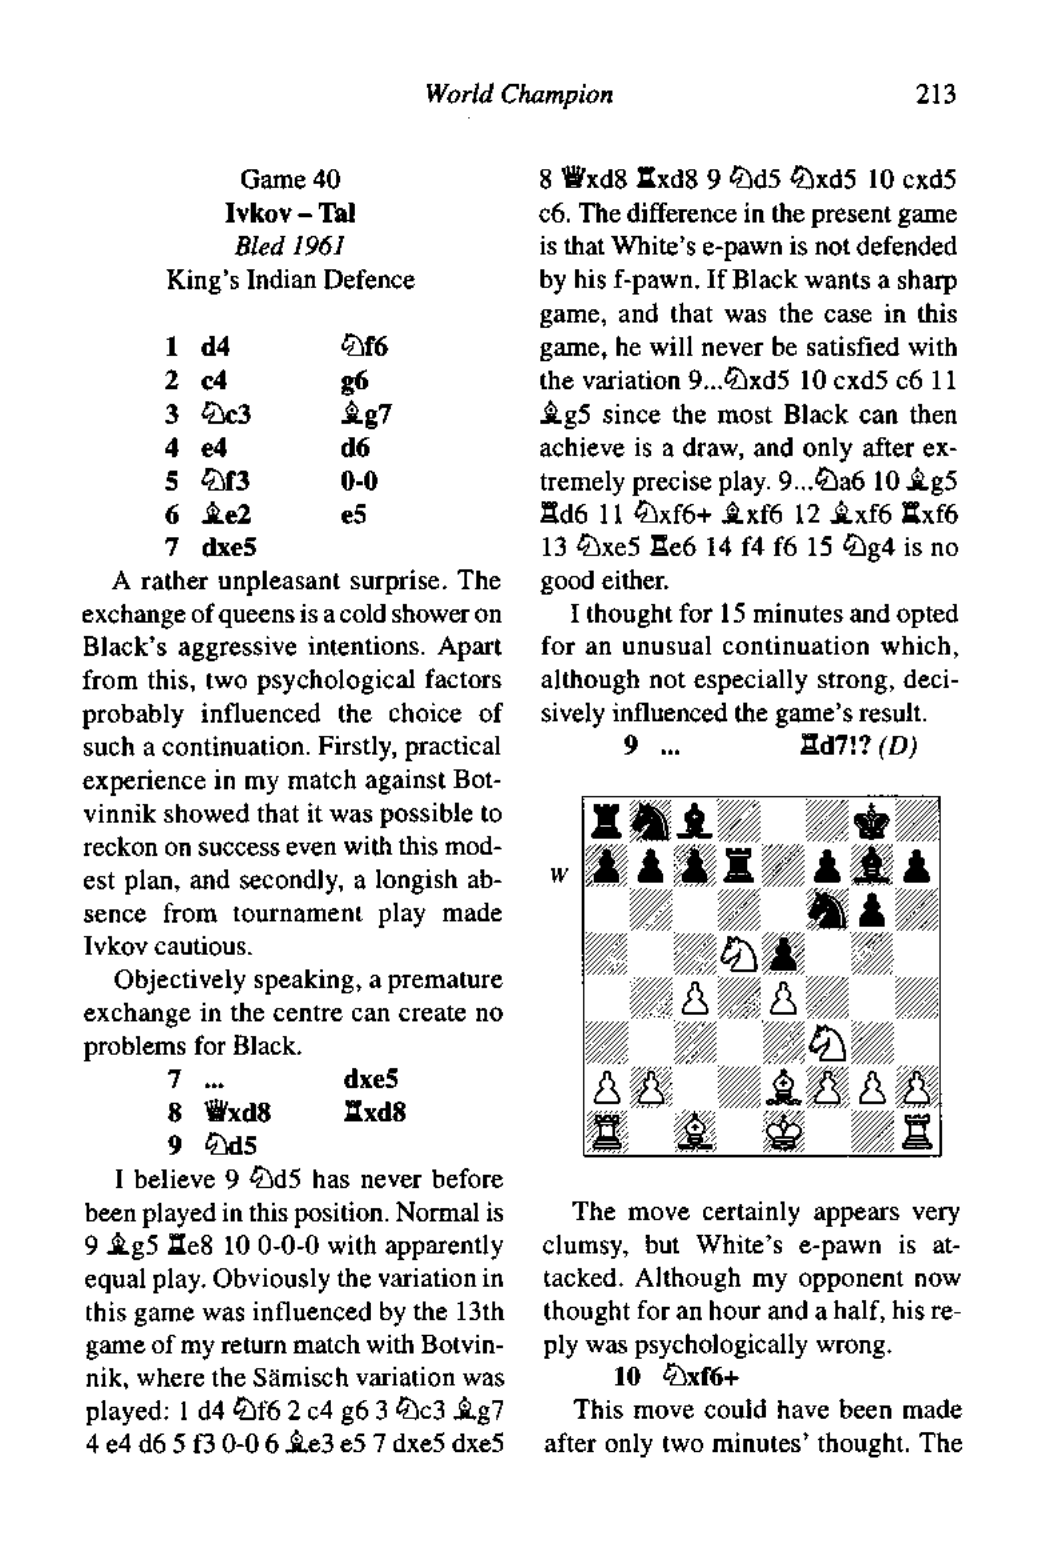 World Champion 213
Game 40
Ivkov – Tal
Bled 1961
King's Indian Defence
1 d4 ♘f6
2 c4 g6
3 ♘c3 ♗g7
4 e4 d6
5 ♘f3 0-0
6 ♗e2 e5
7 dxe5
A rather unpleasant surprise. The
exchange of queens is a cold shower on
Black's aggressive intentions. Apart
from this, two psychological factors
probably influenced the choice of
such a continuation. Firstly, practical
experience in my match against Bot-
vinnik showed that it was possible to
reckon on success even with this mod-
est plan, and secondly, a longish ab-
sence from tournament play made
Ivkov cautious.
Objectively speaking, a premature
exchange in the centre can create no
problems for Black.
7 ... dxe5
8 ♕xd8 ♖xd8
9 ♘d5
I believe 9 ♘d5 has never before
been played in this position. Normal is
9 ♗g5 ♖e8 10 0-0-0 with apparently
equal play. Obviously the variation in
this game was influenced by the 13th
game of my return match with Botvin-
nik, where the Sämisch variation was
played: 1 d4 ♘f6 2 c4 g6 3 ♘c3 ♗g7
4 e4 d6 5 f3 0-0 6 ♗e3 e5 7 dxe5 dxe5
8 ♕xd8 ♖xd8 9 ♘d5 ♘xd5 10 cxd5
c6. The difference in the present game
is that White's e-pawn is not defended
by his f-pawn. If Black wants a sharp
game, and that was the case in this
game, he will never be satisfied with
the variation 9...♘xd5 10 cxd5 c6 11
♗g5 since the most Black can then
achieve is a draw, and only after ex-
tremely precise play. 9...♘a6 10 ♗g5
♖d6 11 ♘xf6+ ♗xf6 12 ♗xf6 ♖xf6
13 ♘xe5 ♖e6 14 f4 f6 15 ♘g4 is no
good either.
I thought for 15 minutes and opted
for an unusual continuation which,
although not especially strong, deci-
sively influenced the game's result.
9 ... ♖d7!? (D)
W
The move certainly appears very
clumsy, but White's e-pawn is at-
tacked. Although my opponent now
thought for an hour and a half, his re-
ply was psychologically wrong.
10 ♘xf6+
This move could have been made
after only two minutes' thought. The